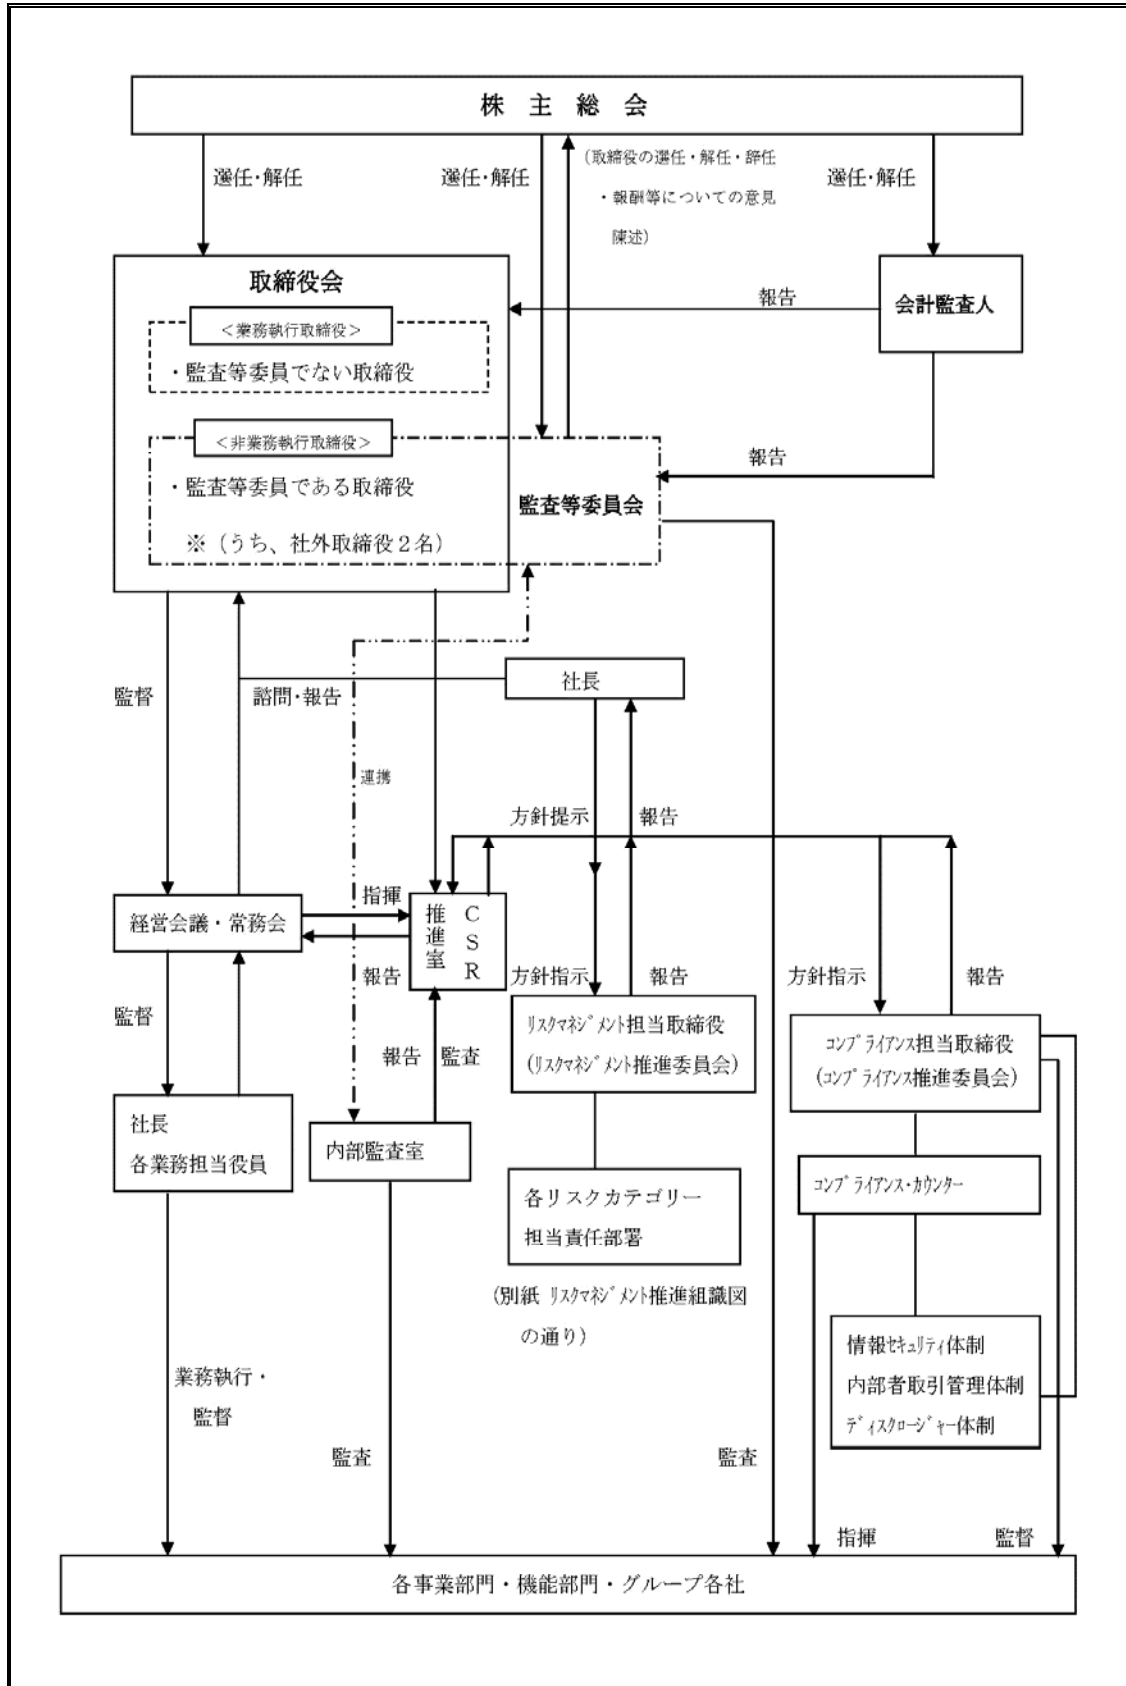 株 主 総 会
選任・解任
選任・解任
(取締役の選任・解任・辞任
・報酬等についての意見
陳述)
選任・解任
取締役会
<業務執行取締役>
・監査等委員でない取締役
報告
会計監査人
<非業務執行取締役>
・監査等委員である取締役
※(うち、社外取締役2名)
監査等委員会
報告
監督
諮問・報告
社長
連携
方針提示
報告
経営会議・常務会
指揮
報告
CSR
推進室
監督
報告
監査
方針指示
報告
方針指示
報告
ﾘｽｸﾏﾈｼﾞﾒﾝﾄ担当取締役
(ﾘｽｸﾏﾈｼﾞﾒﾝﾄ推進委員会)
ｺﾝﾌﾟﾗｲｱﾝｽ担当取締役
(ｺﾝﾌﾟﾗｲｱﾝｽ推進委員会)
社長
各業務担当役員
内部監査室
各リスクカテゴリー
担当責任部署
ｺﾝﾌﾟﾗｲｱﾝｽ・ｶｳﾝﾀｰ
(別紙 ﾘｽｸﾏﾈｼﾞﾒﾝﾄ推進組織図
の通り)
情報ｾｷｭﾘﾃｨ体制
内部者取引管理体制
ﾃﾞｨｽｸﾛｰｼﾞｬｰ体制
業務執行・
監督
監査
監査
指揮
監督
各事業部門・機能部門・グループ各社